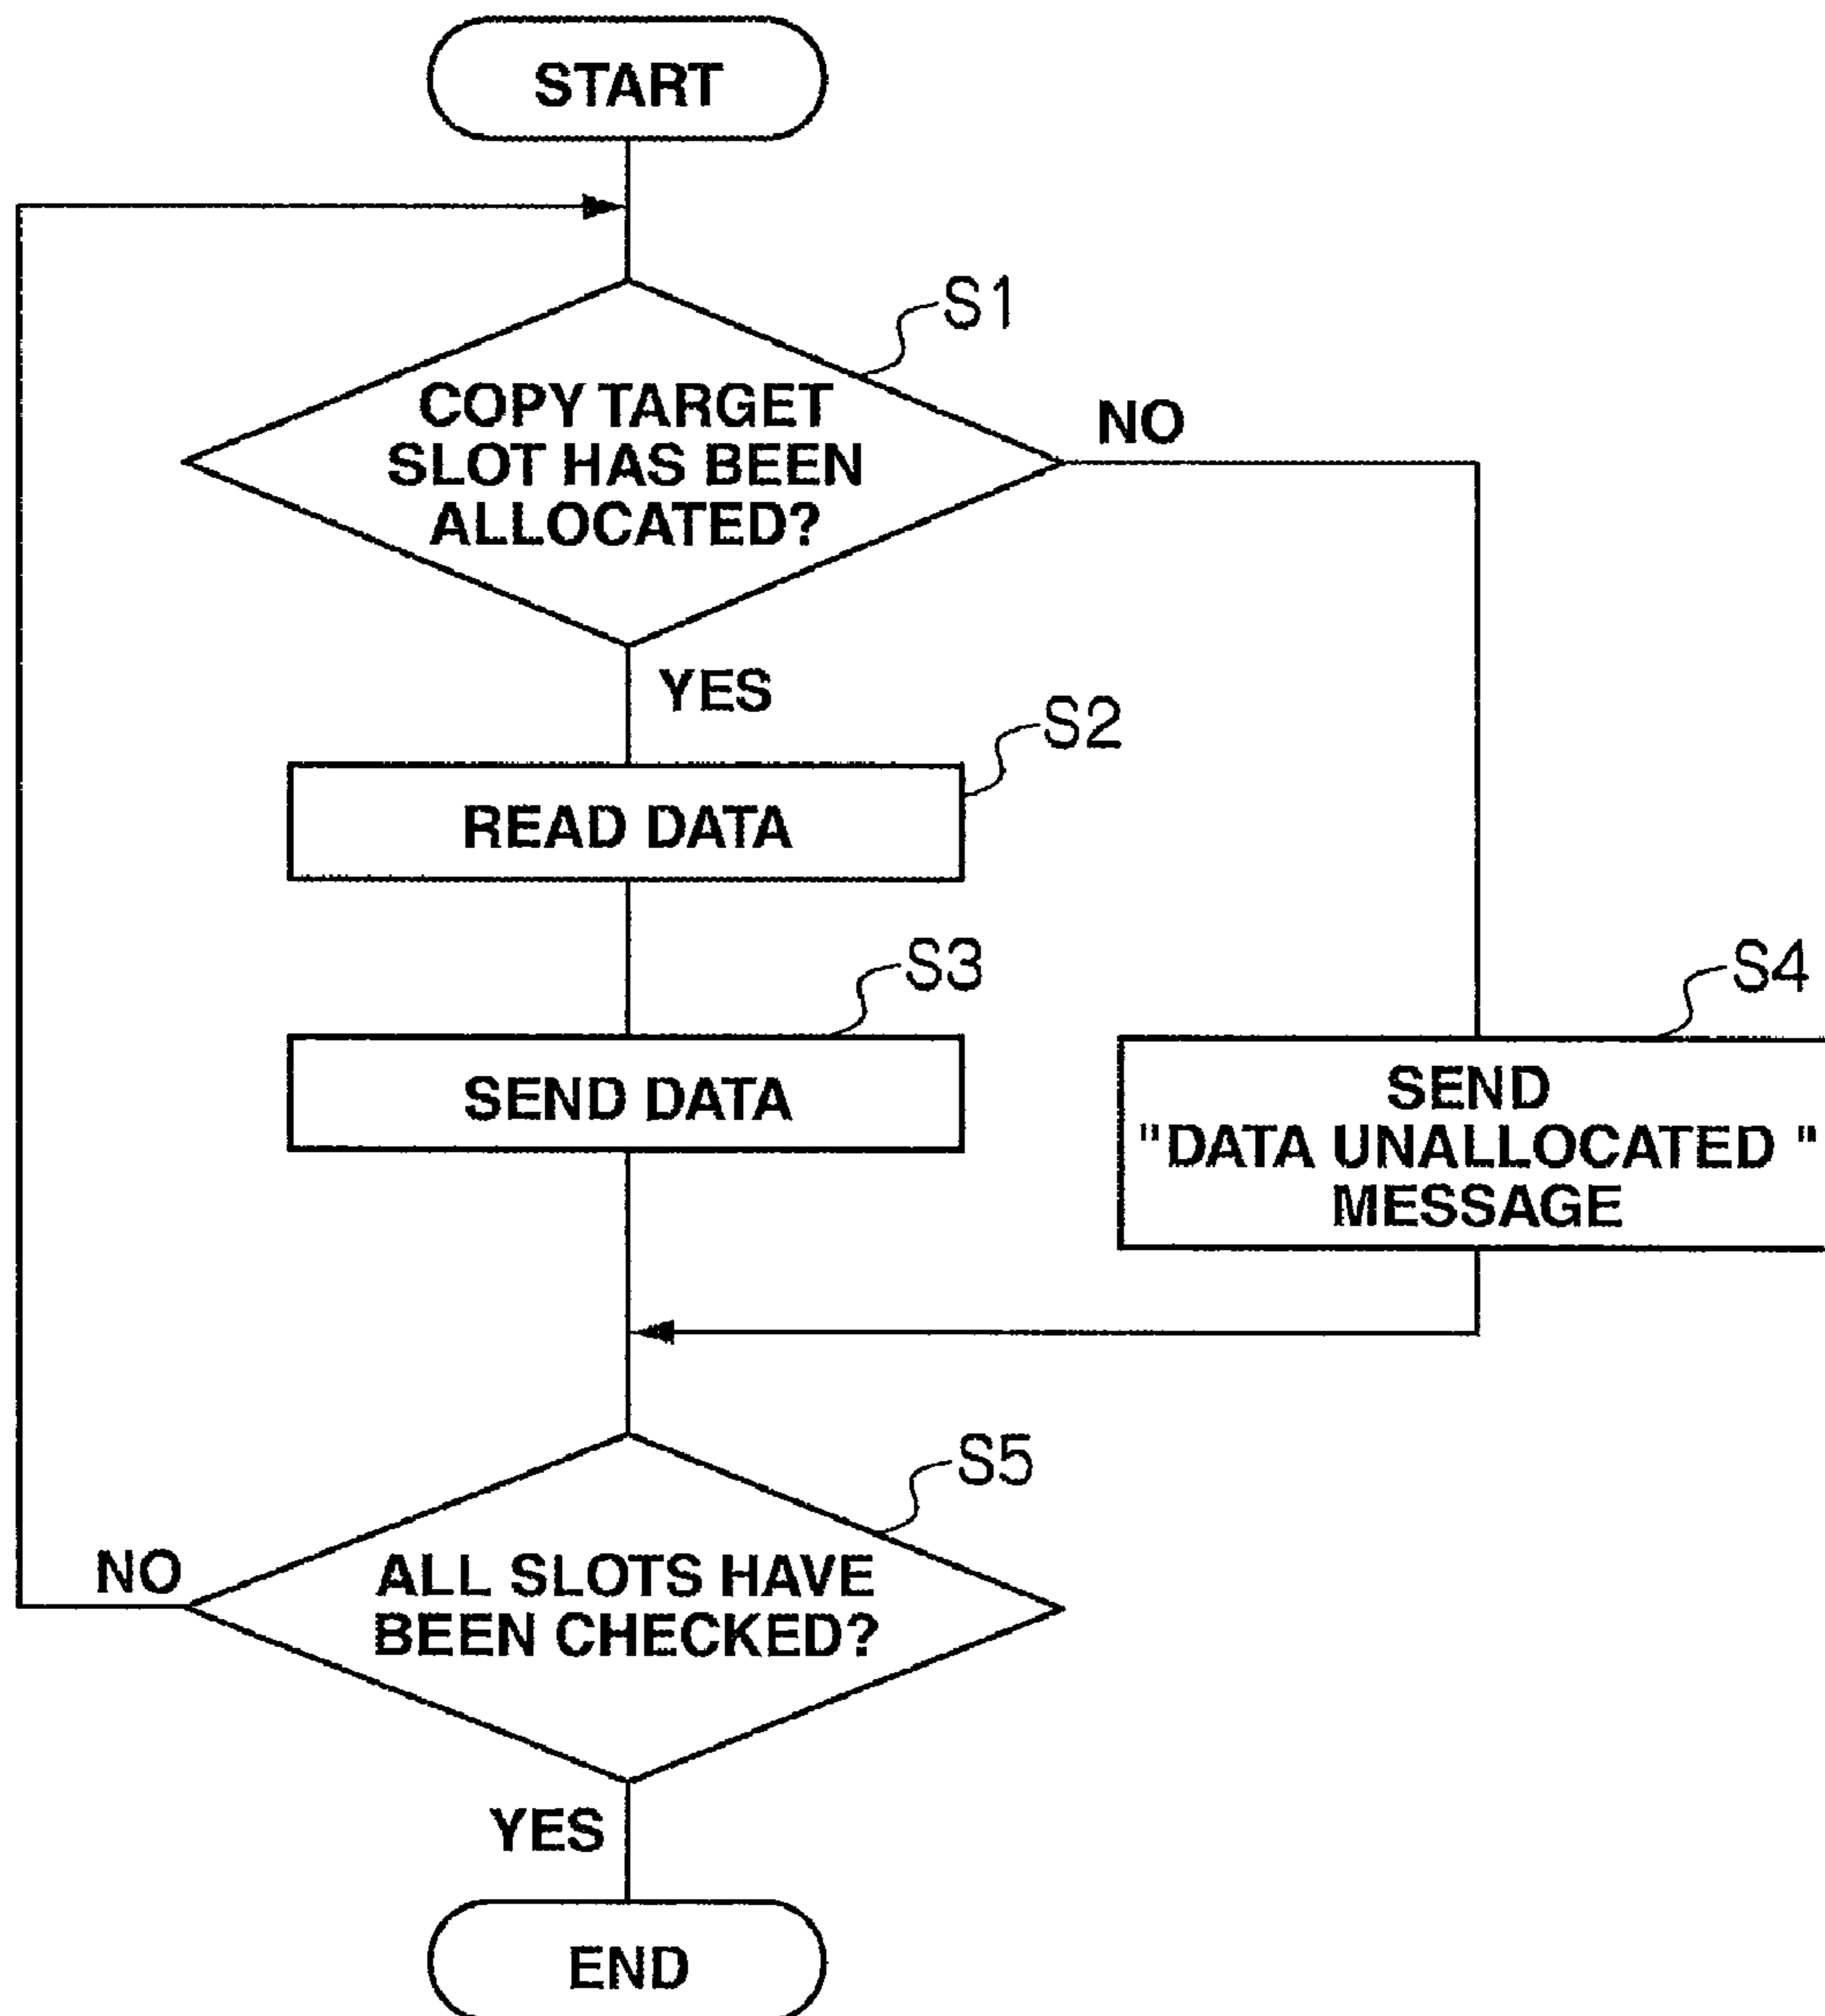 START
S1
COPY TARGET
SLOT HAS BEEN
ALLOCATED?
NO
YES
S2
READ DATA
S3
SEND DATA
S4
SEND
"DATA UNALLOCATED "
MESSAGE
S5
NO
ALL SLOTS HAVE
BEEN CHECKED?
YES
END